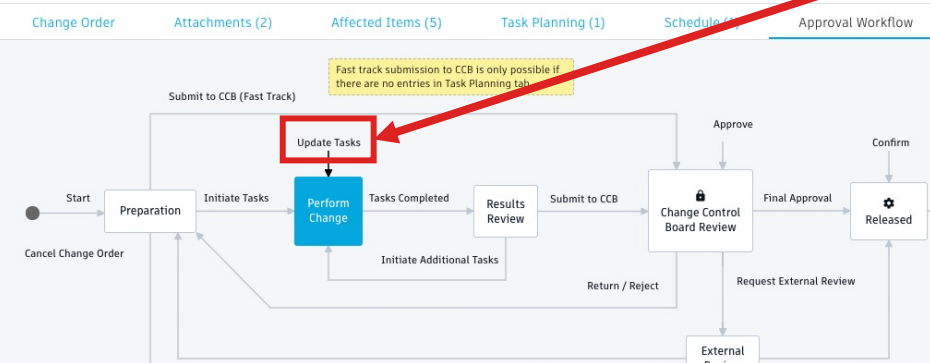 Change Order
Attachments (2)
Affected Items (5)
Task Planning (1)
Approval Workflow
Fast track submission to CCB is only possible if
there are no entries in Task Planning tab
Submit to CCB (Fast Track)
Update Tasks
Approve
Confirm
Start
Preparation
Initiate Tasks
Perform
Change
Tasks Completed
Results
Review
Submit to CCB
Change Control
Board Review
Final Approval
Released
Cancel Change Order
Initiate Additional Tasks
Return / Reject
Request External Review
External
Schedule